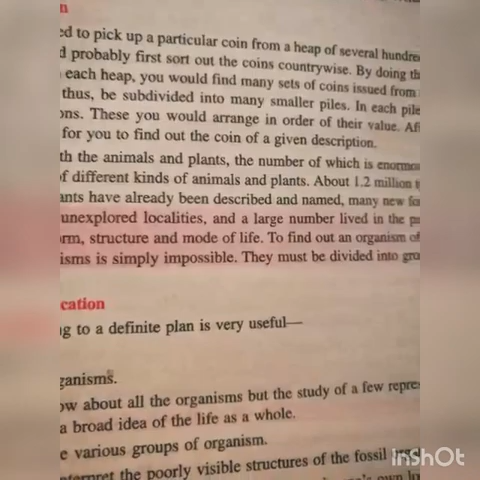 n
ed to pick up a particular coin from a heap of several hundre
d probably first sort out the coins countrywise. By doing th
each heap, you would find many sets of coins issued from
thus, be subdivided into many smaller piles. In each pile
ons. These you would arrange in order of their value. Af
for you to find out the coin of a given description.
th the animals and plants, the number of which is enormo
of different kinds of animals and plants. About 1.2 million
ants have already been described and named, many new fo
unexplored localities, and a large number lived in the pa
orm, structure and mode of life. To find out an organism of
isms is simply impossible. They must be divided into gro
cation
ng to a definite plan is very useful—
ganisms.
ow about all the organisms but the study of a few repre
a broad idea of the life as a whole.
e various groups of organism.
nterpret the poorly visible structures of the fossil
InShOt